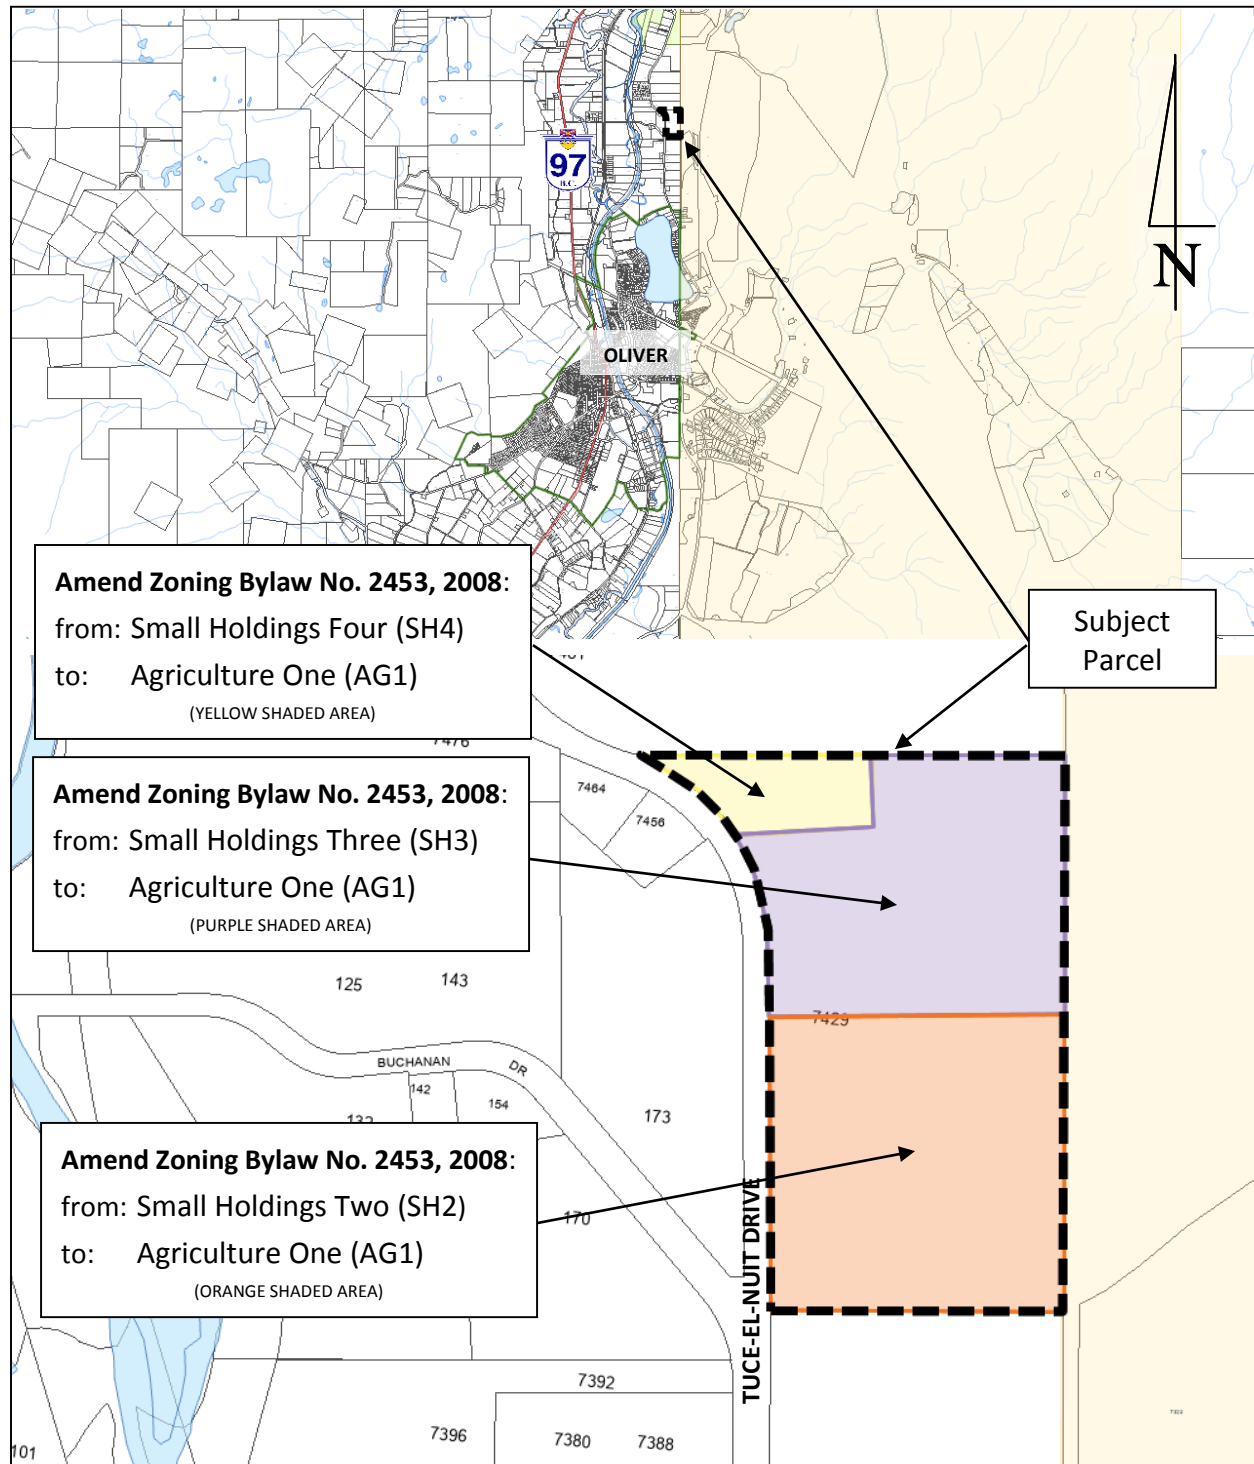 97
B.C.
N
OLIVER
Amend Zoning Bylaw No. 2453, 2008:
from: Small Holdings Four (SH4)
to: Agriculture One (AG1)
(YELLOW SHADED AREA)
Subject
Parcel
7476
7464
7456
Amend Zoning Bylaw No. 2453, 2008:
from: Small Holdings Three (SH3)
to: Agriculture One (AG1)
(PURPLE SHADED AREA)
125
143
7429
BUCHANAN DR
142
154
132
173
Amend Zoning Bylaw No. 2453, 2008:
from: Small Holdings Two (SH2)
to: Agriculture One (AG1)
(ORANGE SHADED AREA)
170
TUCE-EL-NUIT DRIVE
7392
7396
7380
7388
101